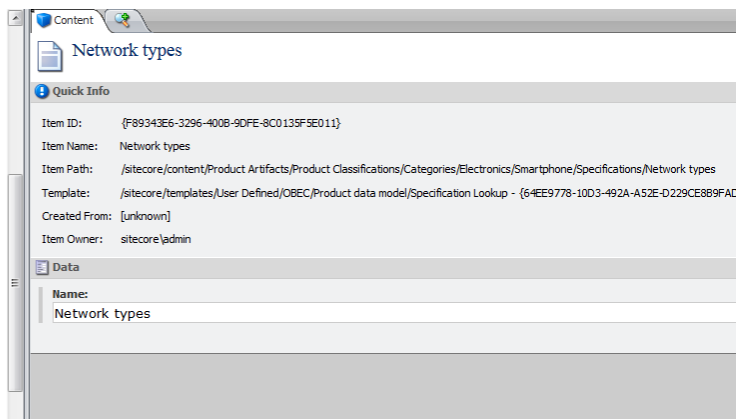 Content
Network types
Quick Info
Item ID: {F89343E6-3296-400B-9DFE-8C0135F5E011}
Item Name: Network types
Item Path: /sitecore/content/Product Artifacts/Product Classifications/Categories/Electronics/Smartphone/Specifications/Network types
Template: /sitecore/templates/User Defined/OBEC/Product data model/Specification Lookup - {64EE9778-10D3-492A-A52E-D229CE8B9FAD
Created From: [unknown]
Item Owner: sitecore\admin
Data
Name:
Network types